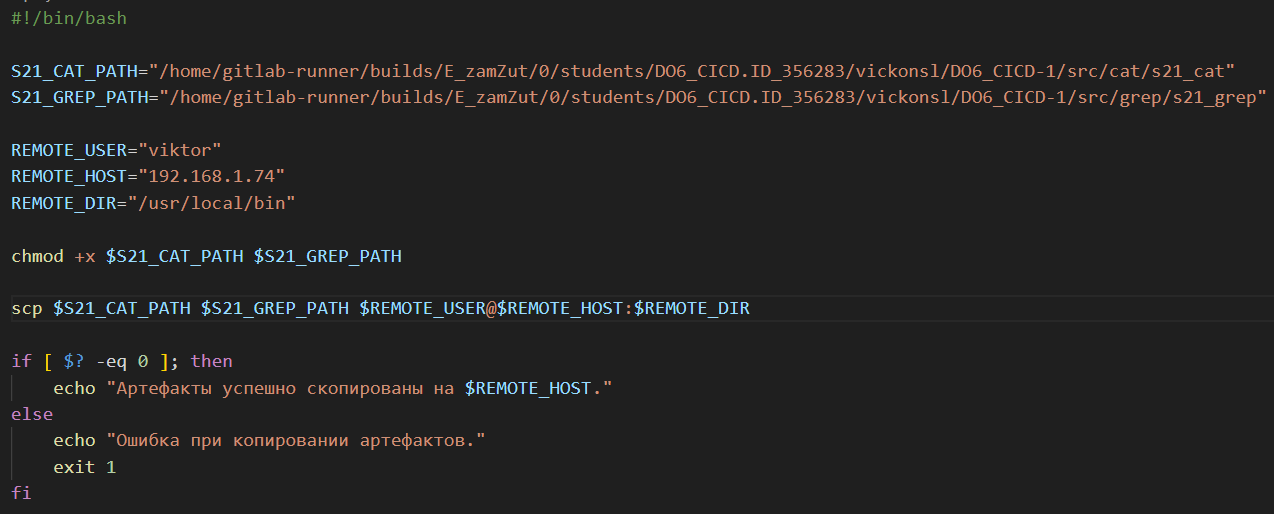 #!/bin/bash
S21_CAT_PATH="/home/gitlab-runner/builds/E_zamZut/0/students/DO6_CICD.ID_356283/vickonsl/DO6_CICD-1/src/cat/s21_cat"
S21_GREP_PATH="/home/gitlab-runner/builds/E_zamZut/0/students/DO6_CICD.ID_356283/vickonsl/DO6_CICD-1/src/grep/s21_grep"
REMOTE_USER="viktor"
REMOTE_HOST="192.168.1.74"
REMOTE_DIR="/usr/local/bin"
chmod +x $S21_CAT_PATH $S21_GREP_PATH
scp $S21_CAT_PATH $S21_GREP_PATH $REMOTE_USER@$REMOTE_HOST:$REMOTE_DIR
if [ $? -eq 0 ]; then
    echo "Артефакты успешно скопированы на $REMOTE_HOST."
else
    echo "Ошибка при копировании артефактов."
    exit 1
fi